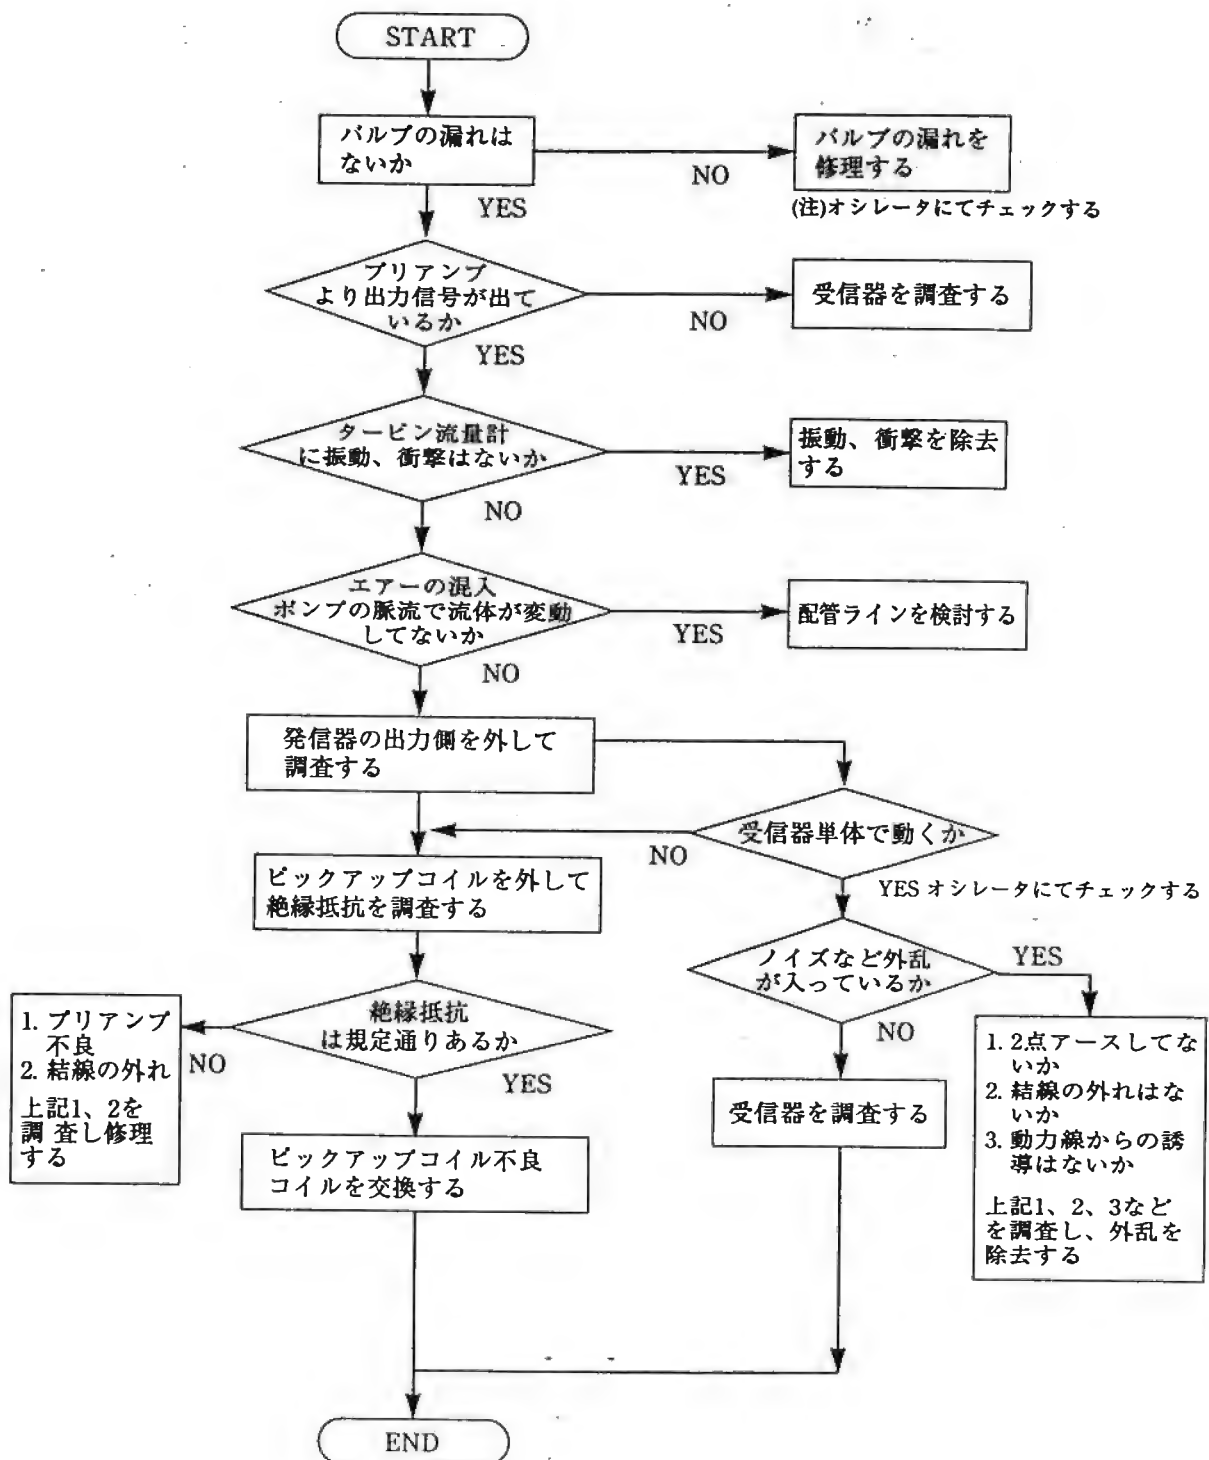 START
バルブの漏れは
ないか
NO
バルブの漏れを
修理する
(注)オシレータにてチェックする
YES
プリアンプ
より出力信号が出て
いるか
NO
受信器を調査する
YES
タービン流量計
に振動、衝撃はないか
YES
振動、衝撃を除去
する
NO
エアーの混入
ポンプの脈流で流体が変動
してないか
YES
配管ラインを検討する
NO
発信器の出力側を外して
調査する
受信器単体で動くか
NO
YES オシレータにてチェックする
ピックアップコイルを外して
絶縁抵抗を調査する
ノイズなど外乱
が入っているか
YES
NO
絶縁抵抗
は規定通りあるか
NO
YES
1. プリアンプ
不良
2. 結線の外れ
上記1、2を
調 査し修理
する
受信器を調査する
1. 2点アースしてな
いか
2. 結線の外れはな
いか
3. 動力線からの誘
導はないか
上記1、2、3など
を調査し、外乱を
除去する
ピックアップコイル不良
コイルを交換する
END